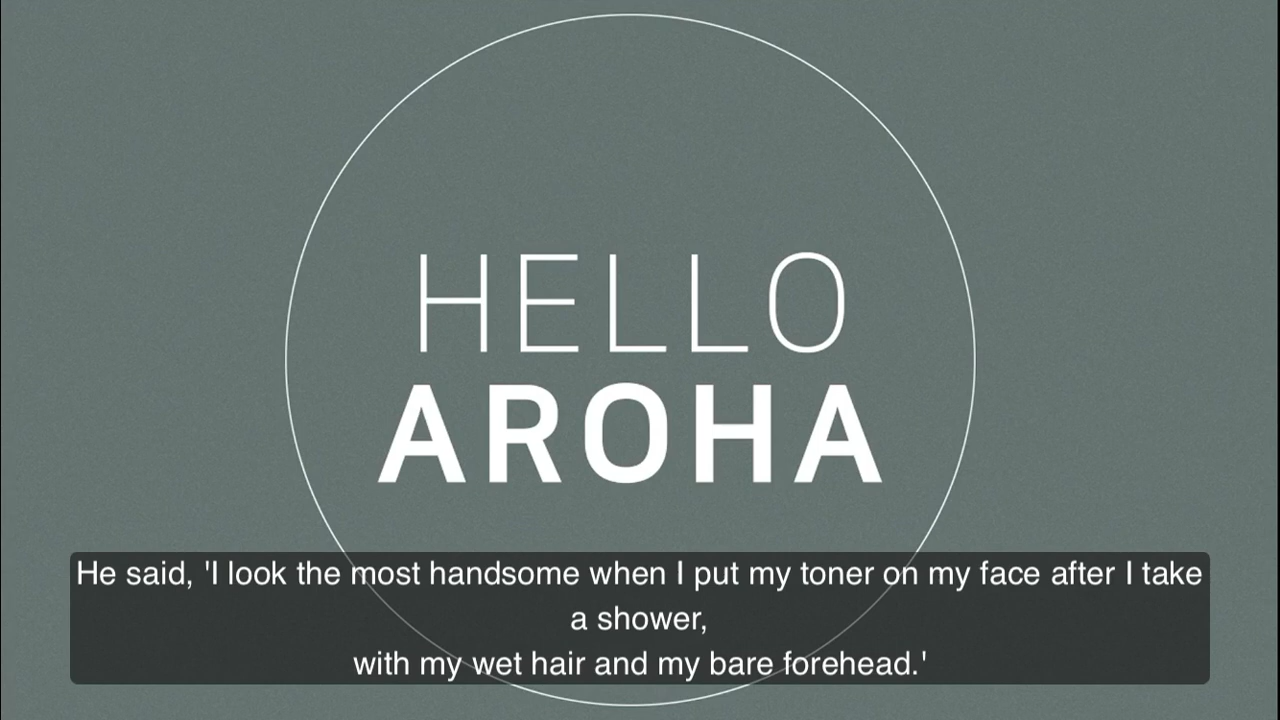 HELLO
AROHA
He said, 'I look the most handsome when I put my toner on my face after I take
a shower,
with my wet hair and my bare forehead.'